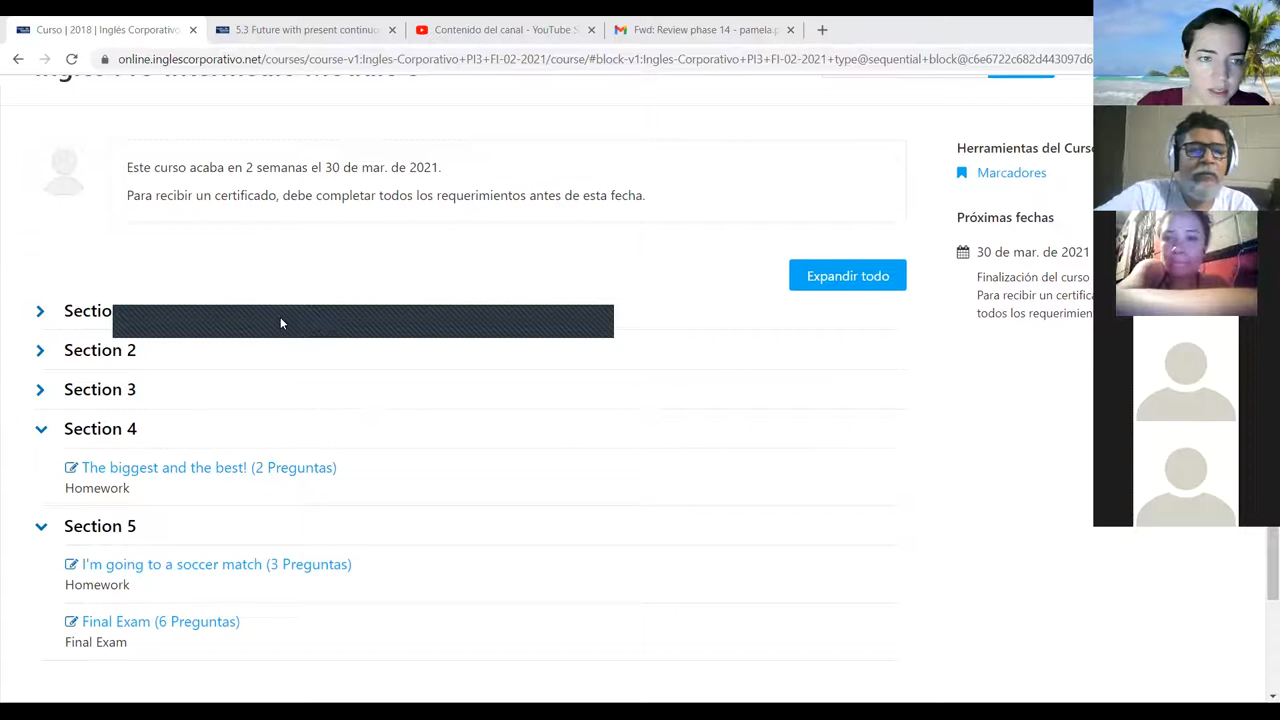 Curso | 2018 | Inglés Corporativo
5.3 Future with present continuo
Contenido del canal - YouTube S
Fwd: Review phase 14 - pamela.p
online.inglescorporativo.net/courses/course-v1:Ingles-Corporativo+PI3+FI-02-2021/course/#block-v1:Ingles-Corporativo+PI3+FI-02-2021+type@sequential+block@c6e6722c682d443097d6
Este curso acaba en 2 semanas el 30 de mar. de 2021.
Para recibir un certificado, debe completar todos los requerimientos antes de esta fecha.
Herramientas del Curs
Marcadores
Próximas fechas
30 de mar. de 2021
Finalización del curso
Para recibir un certifica
todos los requerimien
Expandir todo
Sectio
Section 2
Section 3
Section 4
The biggest and the best! (2 Preguntas)
Homework
Section 5
I'm going to a soccer match (3 Preguntas)
Homework
Final Exam (6 Preguntas)
Final Exam